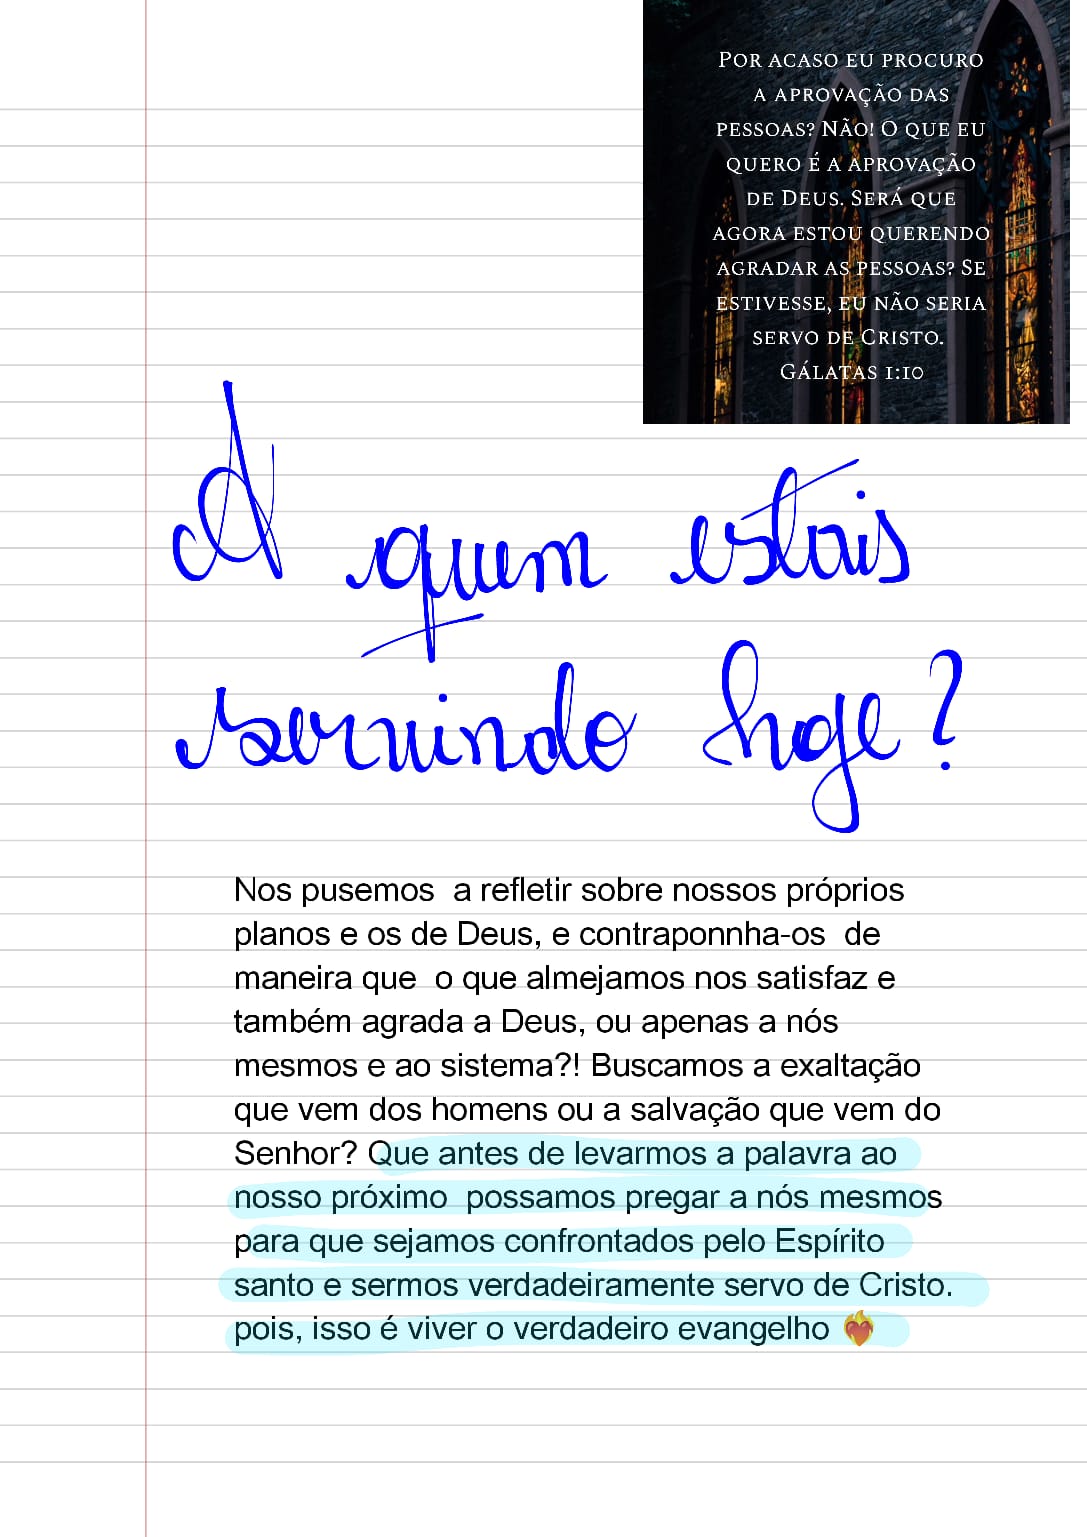 POR ACASO EU PROCURO
A APROVAÇÃO DAS
PESSOAS? NÃO! O QUE EU
QUERO É A APROVAÇÃO
DE DEUS. SERÁ QUE
AGORA ESTOU QUERENDO
AGRADAR AS PESSOAS? SE
ESTIVESSE, EU NÃO SERIA
SERVO DE CRISTO.
GÁLATAS 1:10
A quem estais
servindo hoje?
Nos pusemos  a refletir sobre nossos próprios
planos e os de Deus, e contraponnha-os  de
maneira que  o que almejamos nos satisfaz e
também agrada a Deus, ou apenas a nós
mesmos e ao sistema?! Buscamos a exaltação
que vem dos homens ou a salvação que vem do
Senhor? Que antes de levarmos a palavra ao
nosso próximo  possamos pregar a nós mesmos
para que sejamos confrontados pelo Espírito
santo e sermos verdadeiramente servo de Cristo.
pois, isso é viver o verdadeiro evangelho ❤️‍🔥